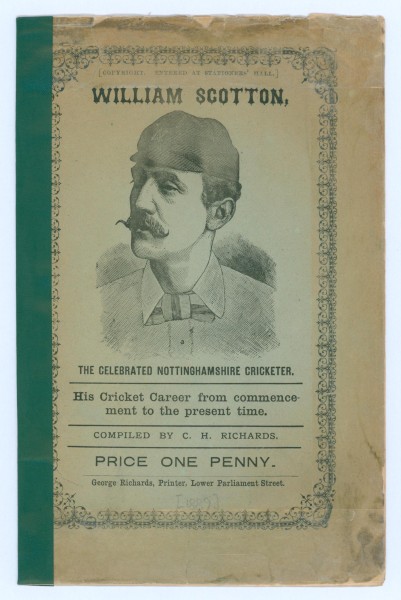 [COPYRIGHT. ENTERED AT STATIONERS' HALL.]
WILLIAM SCOTTON,
THE CELEBRATED NOTTINGHAMSHIRE CRICKETER.
His Cricket Career from commence-
ment to the present time.
COMPILED BY C. H. RICHARDS.
PRICE ONE PENNY.
George Richards, Printer, Lower Parliament Street.